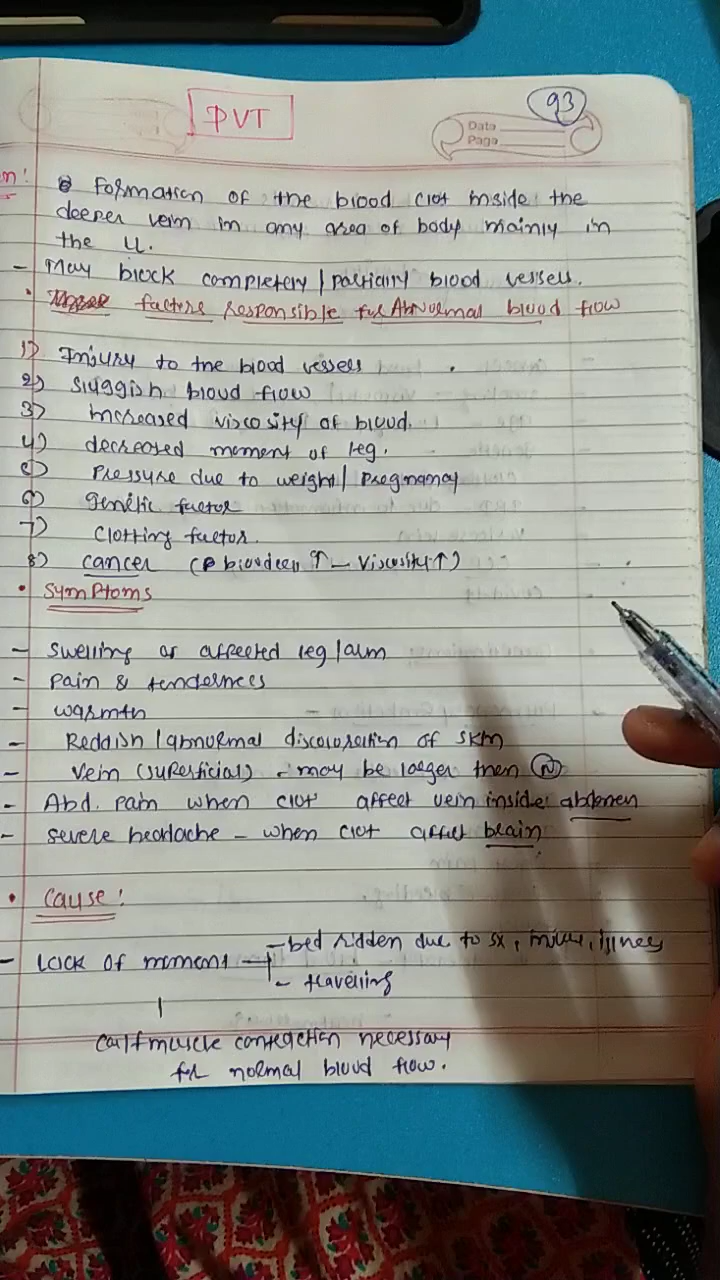 DVT
93
Date
Page
n:
Formation of the blood clot inside the
deeper vein in any area of body mainly in
the LL.
- May block completely / partially blood vessels.
• factors responsible for Abnormal blood flow
1) Injury to the blood vessels
2) Sluggish blood flow
3) increased viscosity of blood.
4) decreased moment of leg.
5) Pressure due to weight / pregnancy
6) Genetic factor
7) Clotting factor.
8) cancer ( ↑ - Viscosity ↑)
• Symptoms
- swelling of affected leg / arm
- Pain & tenderness
- warmth
- Reddish / abnormal discoloration of skin
- Vein (superficial) - may be larger then (N)
- Abd. pain when clot affect vein inside abdomen
- severe headache - when clot affect brain
• Cause :
- Lack of moment - bed ridden due to sx, illness
- travelling
calf muscle contraction necessary
for normal blood flow.